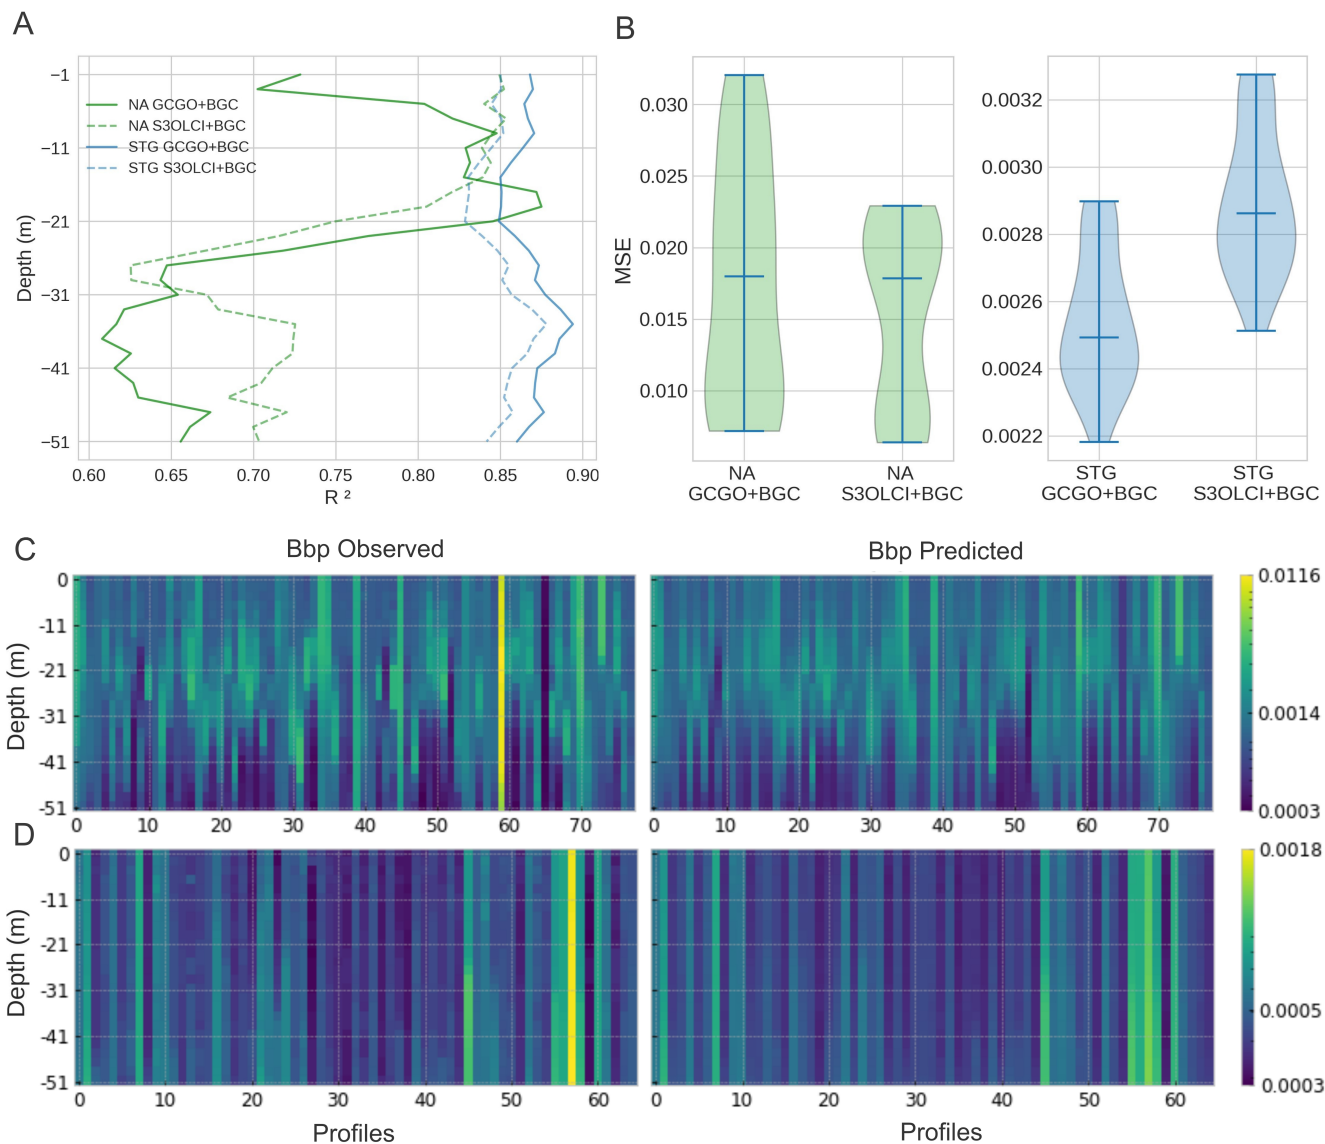 A
−1
−11
−21
−31
−41
−51
Depth (m)
NA GCGO+BGC
NA S3OLCI+BGC
STG GCGO+BGC
STG S3OLCI+BGC
0.60 0.65 0.70 0.75 0.80 0.85 0.90
R ²
B
MSE
0.030
0.025
0.020
0.015
0.010
NA
GCGO+BGC
NA
S3OLCI+BGC
0.0032
0.0030
0.0028
0.0026
0.0024
0.0022
STG
GCGO+BGC
STG
S3OLCI+BGC
C
Bbp Observed
Bbp Predicted
Depth (m)
0
-11
-21
-31
-41
-51
0 10 20 30 40 50 60 70
0 10 20 30 40 50 60 70
0.0116
0.0014
0.0003
D
Depth (m)
0
-11
-21
-31
-41
-51
0 10 20 30 40 50 60
0 10 20 30 40 50 60
0.0018
0.0005
0.0003
Profiles
Profiles